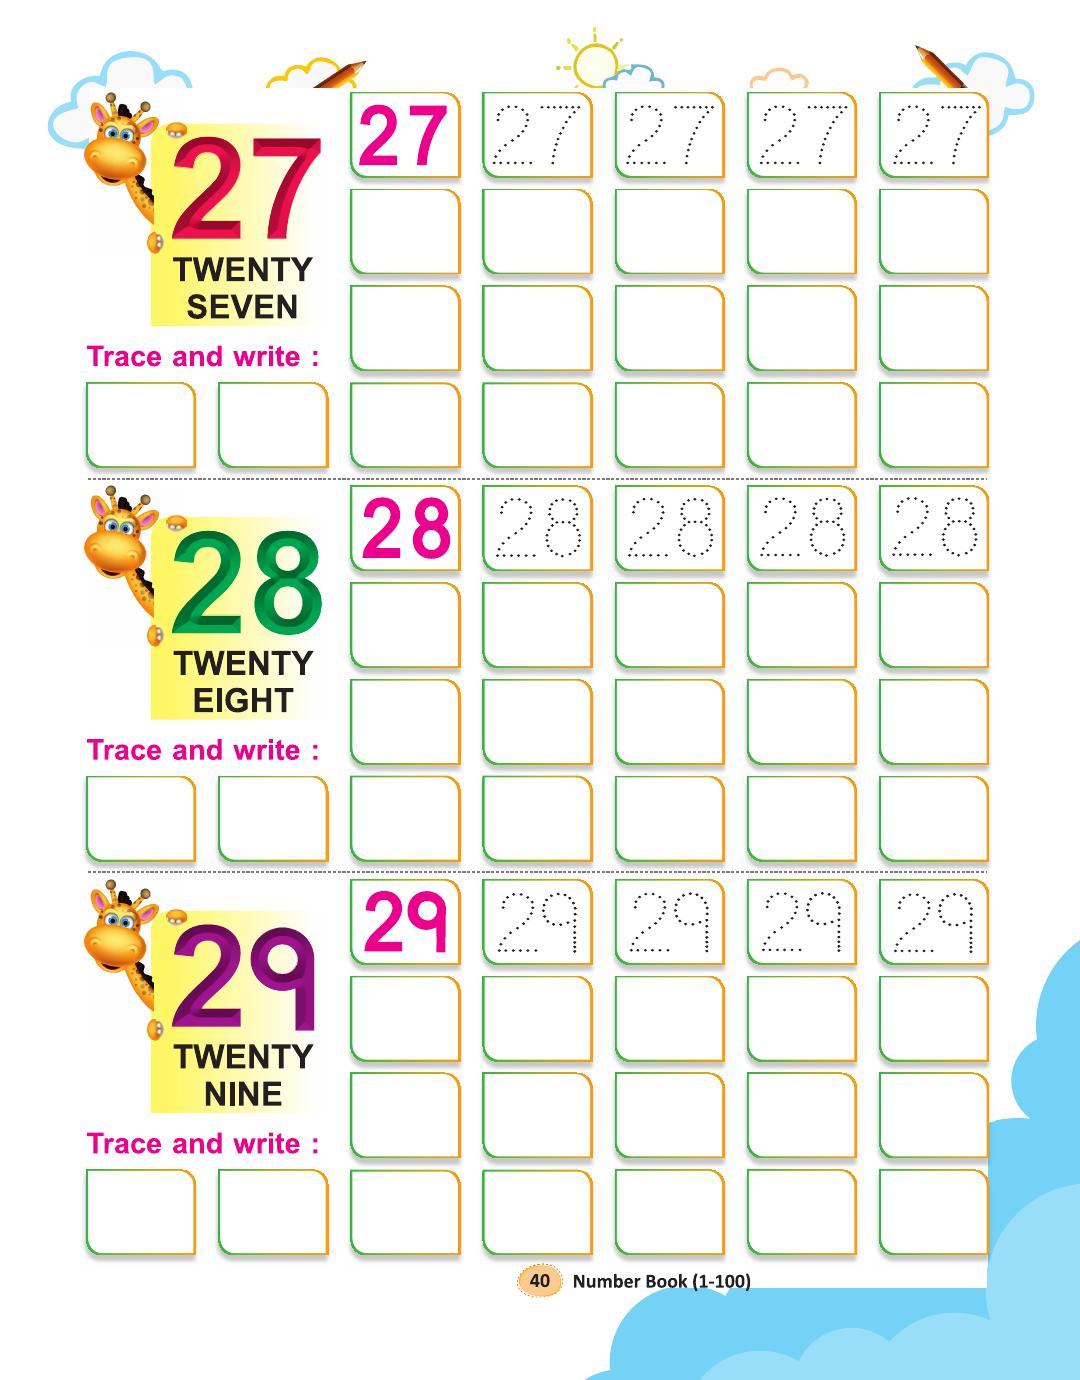 27 27 27 27 27
27
TWENTY
SEVEN
Trace and write :
28 28 28 28 28
28
TWENTY
EIGHT
Trace and write :
29 29 29 29 29
29
TWENTY
NINE
Trace and write :
40 Number Book (1-100)